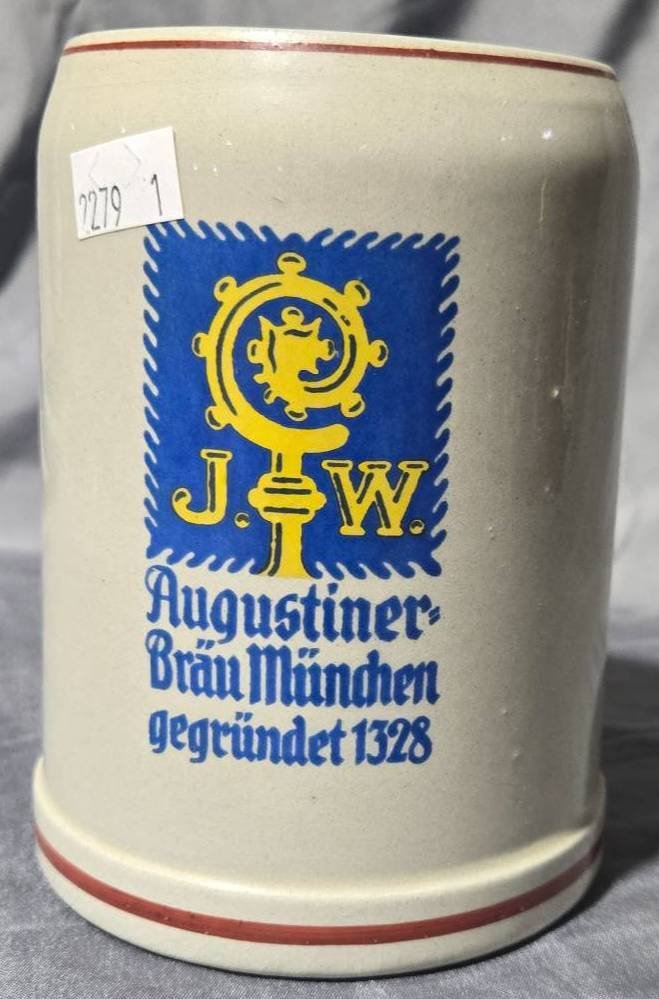 2279 1
J. W.
Augustiner-
Bräu München
gegründet 1328